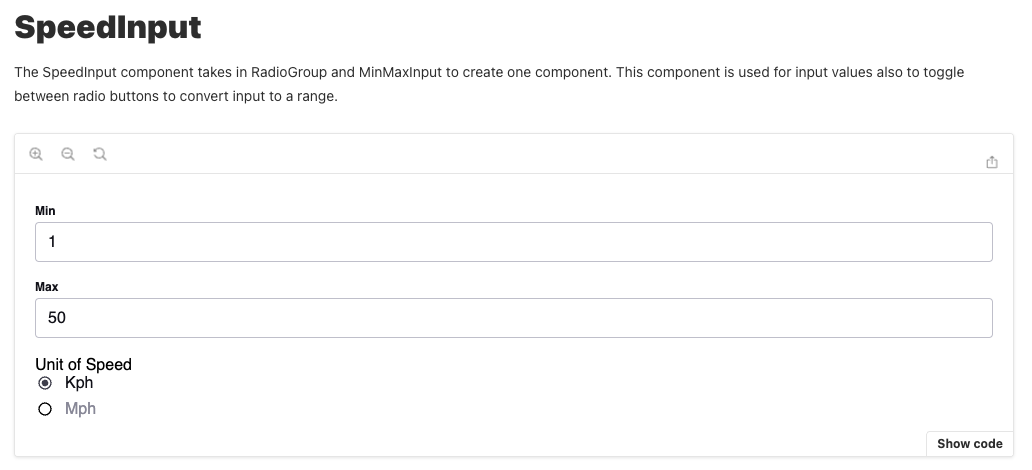 SpeedInput
The SpeedInput component takes in RadioGroup and MinMaxInput to create one component. This component is used for input values also to toggle
between radio buttons to convert input to a range.
Min
1
Max
50
Unit of Speed
Kph
Mph
Show code